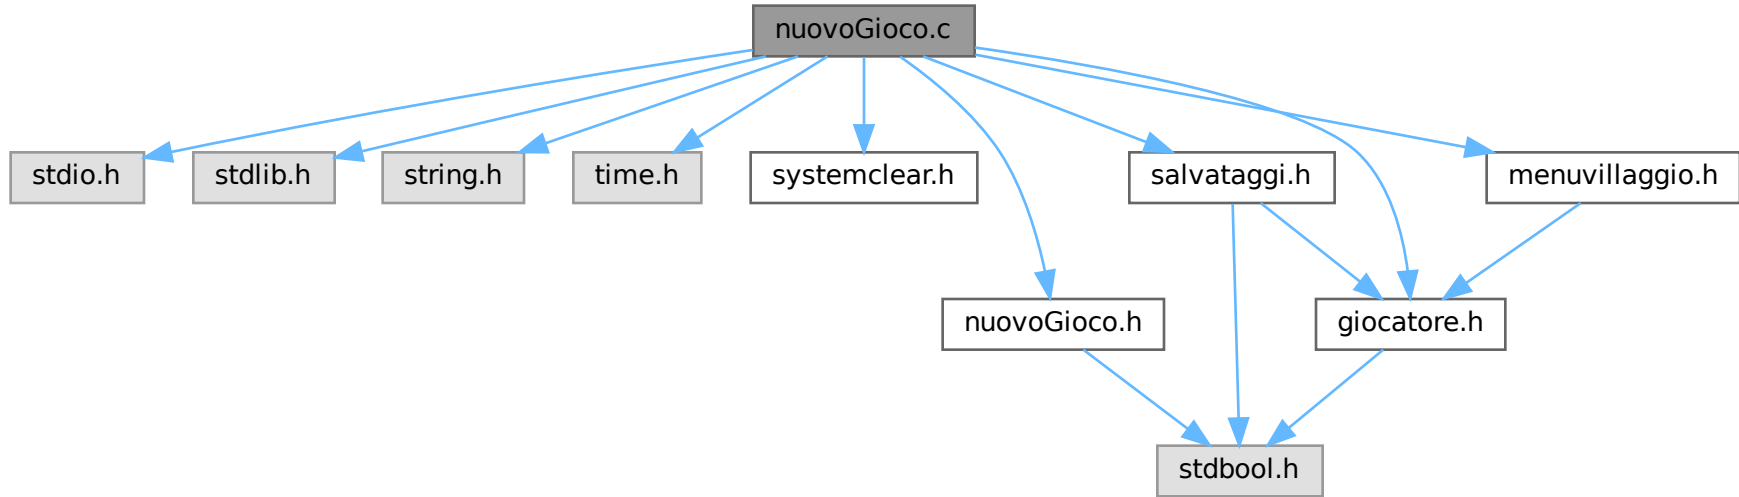 nuovoGioco.c
stdio.h
stdlib.h
string.h
time.h
systemclear.h
salvataggi.h
menuvillaggio.h
nuovoGioco.h
giocatore.h
stdbool.h